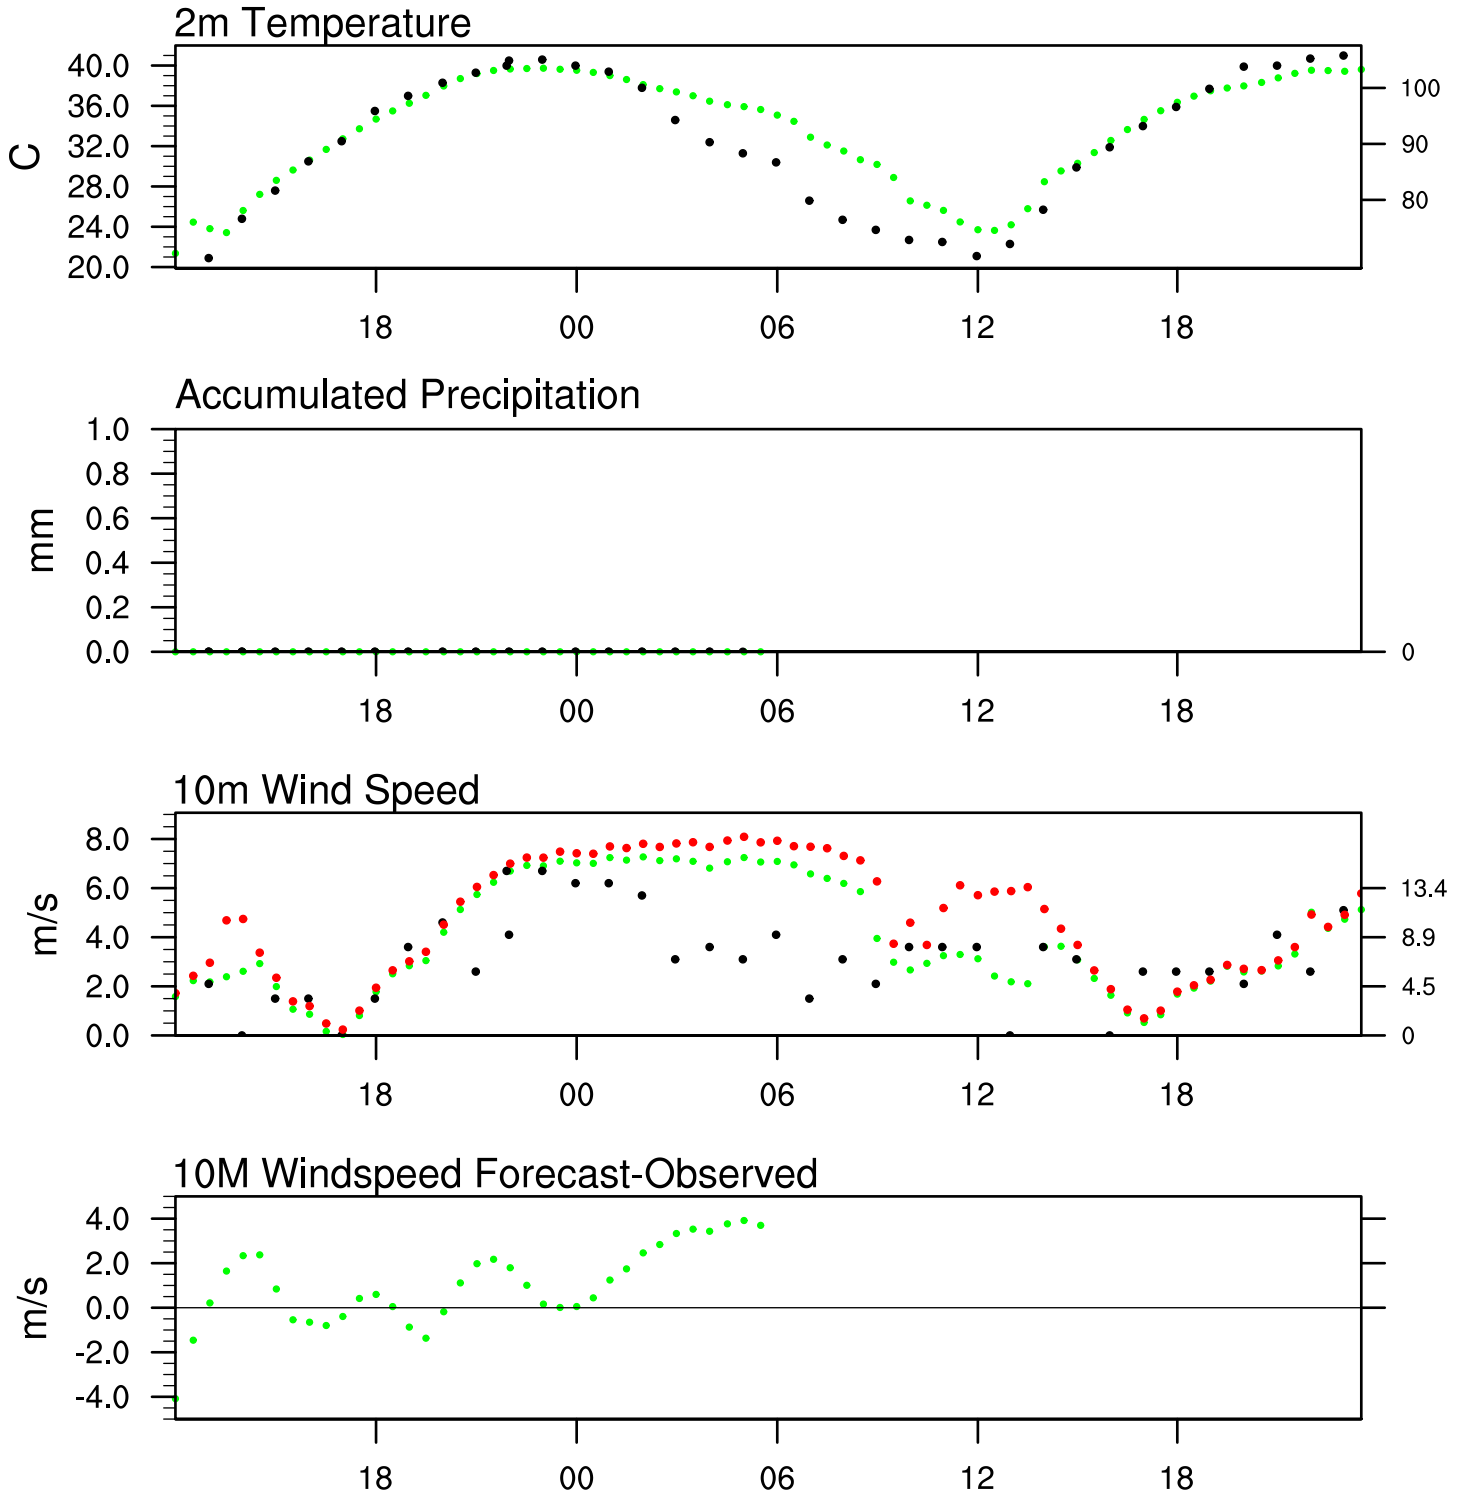 2m Temperature
40.0
36.0
32.0
28.0
24.0
20.0
C
100
90
80
18 00 06 12 18
Accumulated Precipitation
1.0
0.8
0.6
0.4
0.2
0.0
mm
0
18 00 06 12 18
10m Wind Speed
8.0
6.0
4.0
2.0
0.0
m/s
13.4
8.9
4.5
0
18 00 06 12 18
10M Windspeed Forecast-Observed
4.0
2.0
0.0
-2.0
-4.0
m/s
18 00 06 12 18